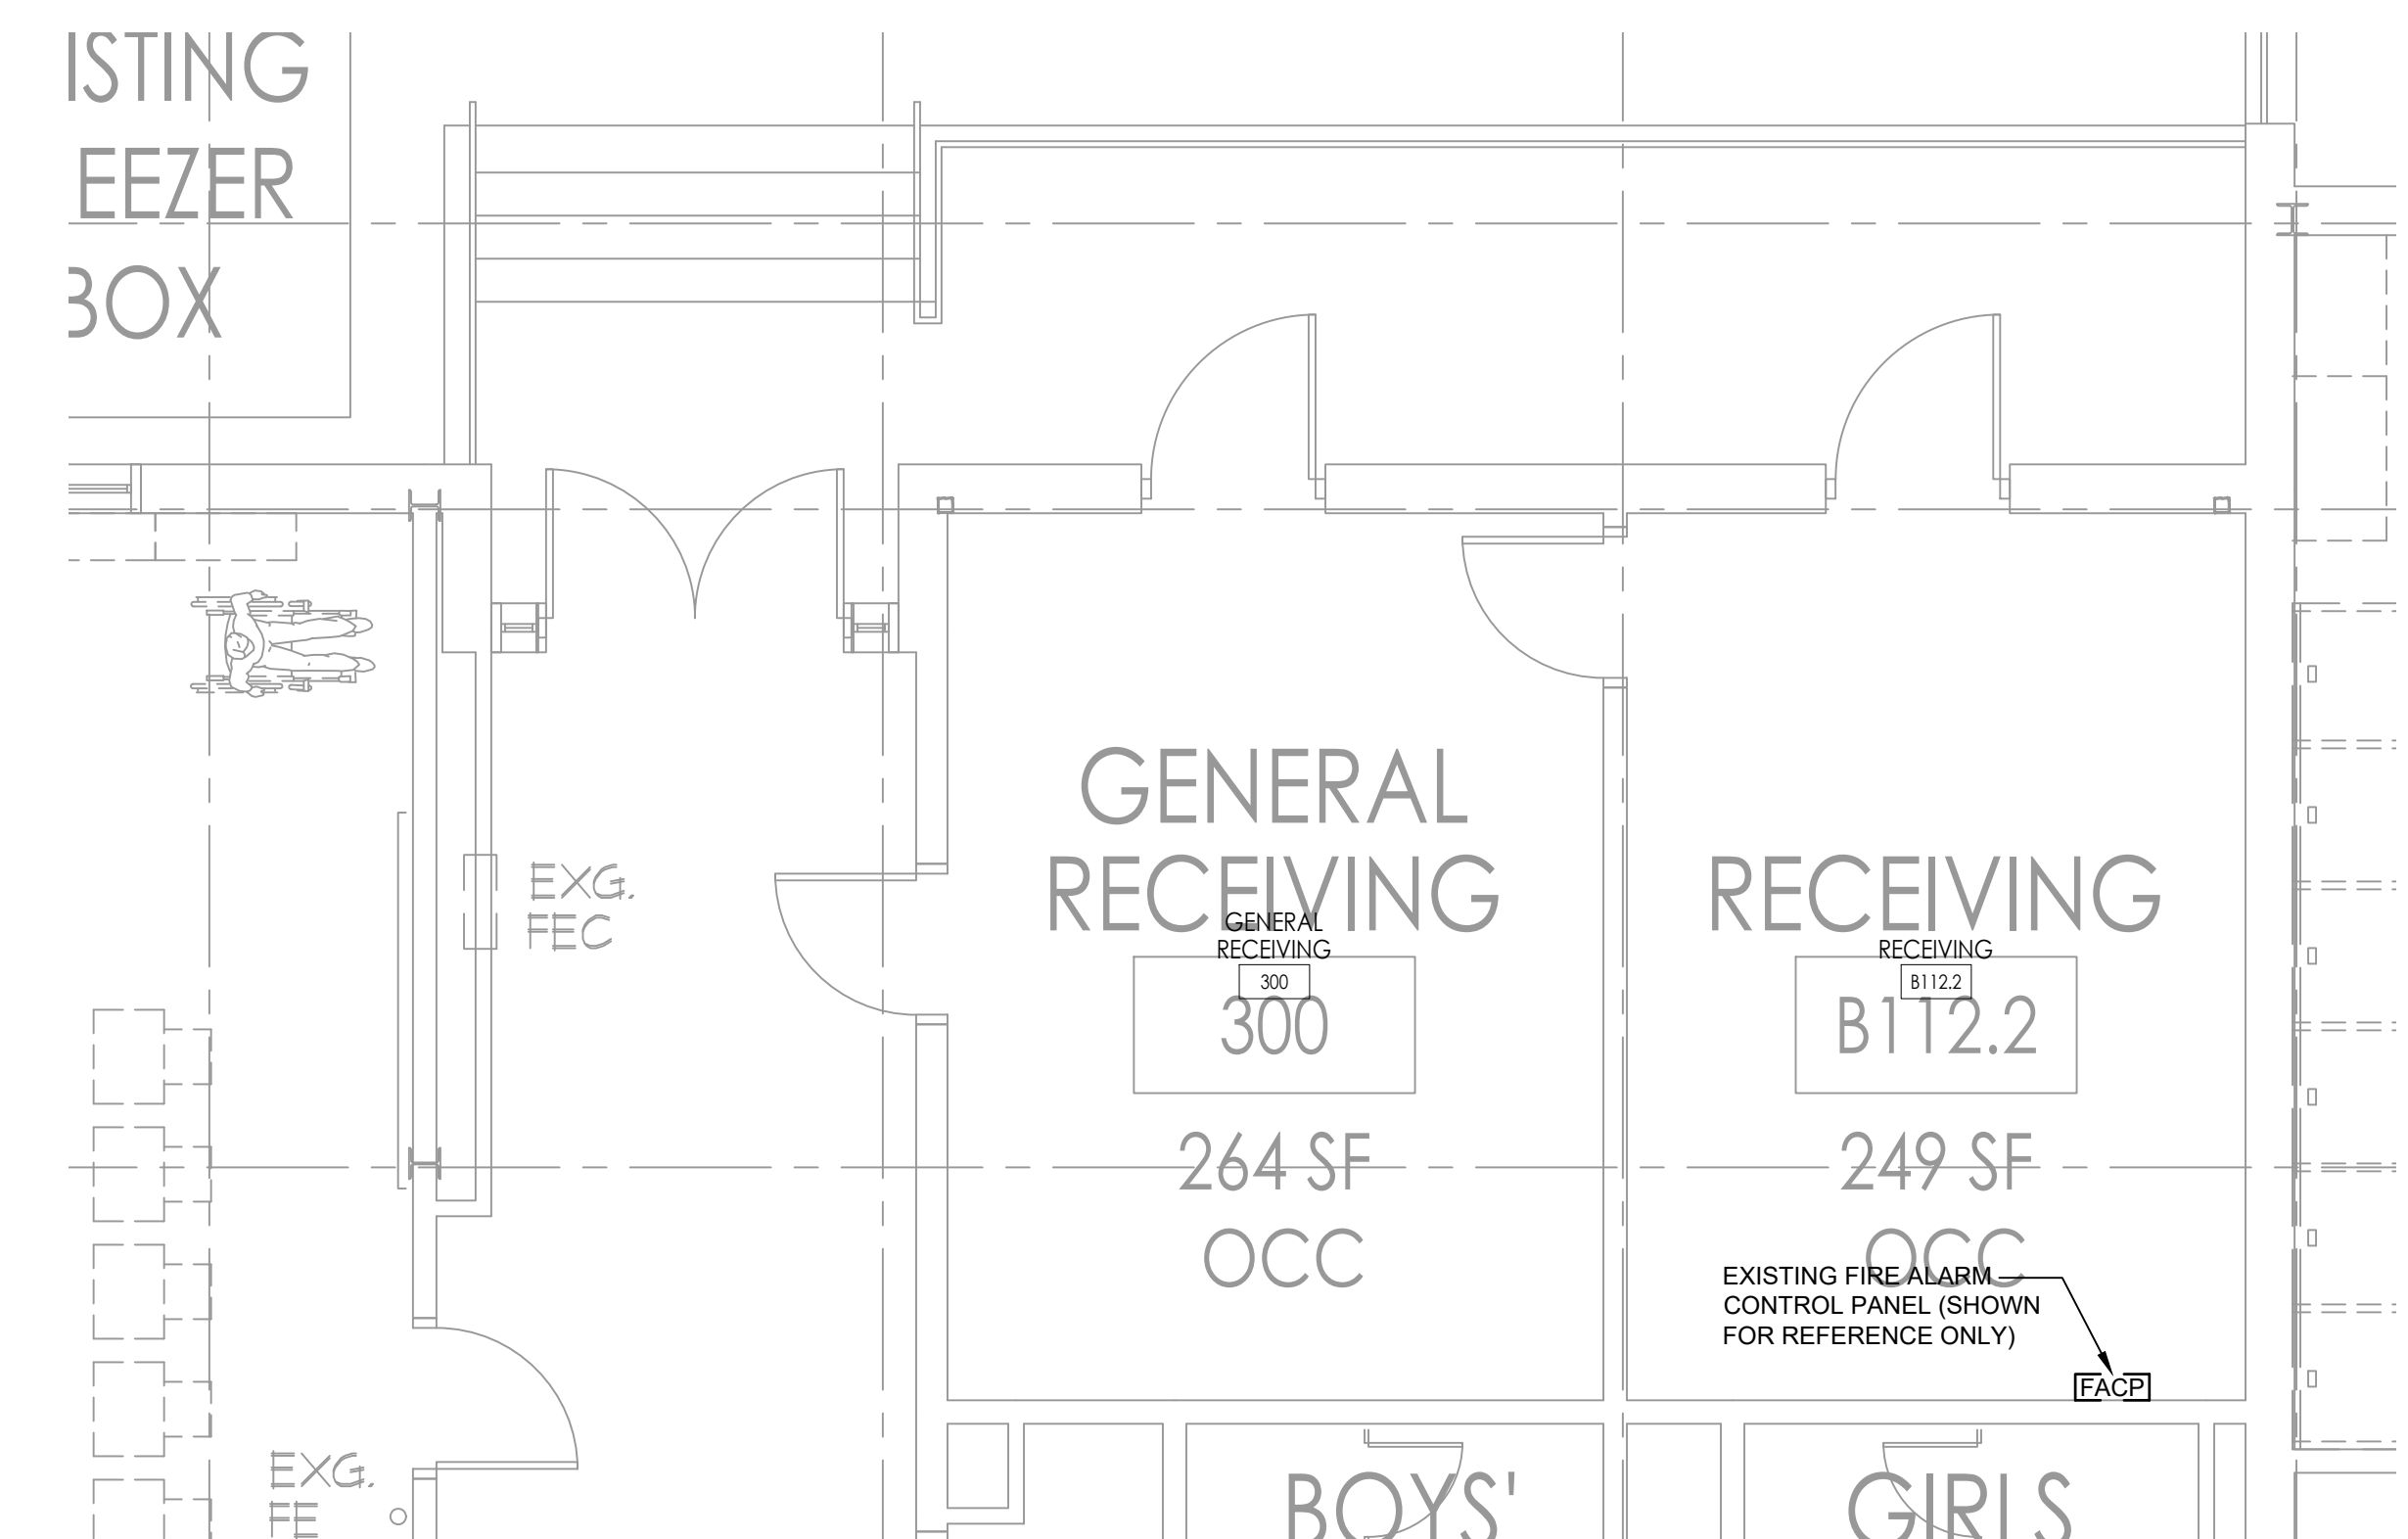 ISTING
EEZER
BOX
EXG.
FEC
GENERAL
RECEIVING
GENERAL
RECEIVING
300
300
264 SF
OCC
RECEIVING
RECEIVING
B112.2
B112.2
249 SF
OCC
EXISTING FIRE ALARM
CONTROL PANEL (SHOWN
FOR REFERENCE ONLY)
FACP
EXG.
FE
BOYS'
GIRLS